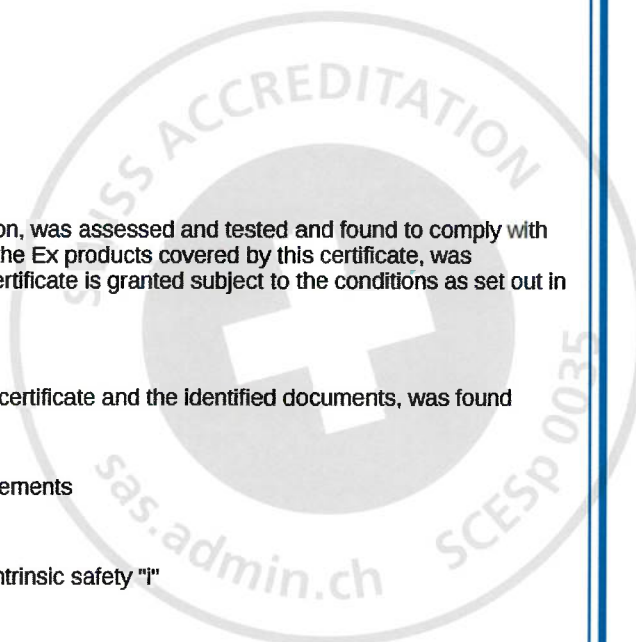 SWISS ACCREDITATION
on, was assessed and tested and found to comply with
he Ex products covered by this certificate, was
ertificate is granted subject to the conditions as set out in
certificate and the identified documents, was found
ements
ntrinsic safety "i"
sas.admin.ch
SCESp 0035